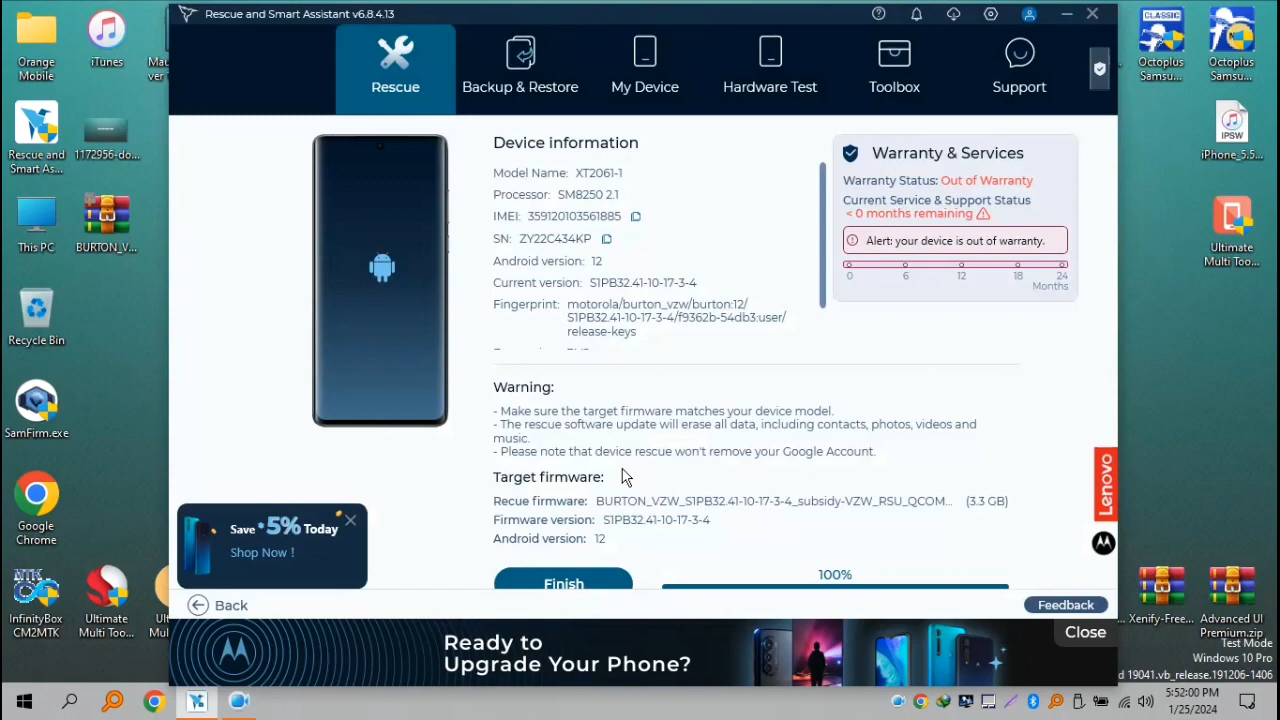 Rescue and Smart Assistant v6.8.4.13
Rescue
Backup & Restore
My Device
Hardware Test
Toolbox
Support
Device information
Model Name: XT2061-1
Processor: SM8250 2.1
IMEI: 359120103561885
SN: ZY22C434KP
Android version: 12
Current version: S1PB32.41-10-17-3-4
Fingerprint: motorola/burton_vzw/burton:12/
S1PB32.41-10-17-3-4/f9362b-54db3:user/
release-keys
Warranty & Services
Warranty Status: Out of Warranty
Current Service & Support Status
< 0 months remaining
Alert: your device is out of warranty.
0 6 12 18 24
Months
Warning:
- Make sure the target firmware matches your device model.
- The rescue software update will erase all data, including contacts, photos, videos and
music.
- Please note that device rescue won't remove your Google Account.
Target firmware:
Recue firmware: BURTON_VZW_S1PB32.41-10-17-3-4_subsidy-VZW_RSU_QCOM... (3.3 GB)
Firmware version: S1PB32.41-10-17-3-4
Android version: 12
Finish
100%
Save 5% Today
Shop Now !
Back
Feedback
Lenovo
Ready to
Upgrade Your Phone?
Close
Orange
Mobile
iTunes
Mau
ver
Rescue and
Smart As...
1172956-do...
This PC
BURTON_V...
Recycle Bin
SamFirm.exe
Google
Chrome
InfinityBox
CM2MTK
Ultimate
Multi Too...
Ult
Mult
CLASSIC
Octoplus
Samsu...
Octoplus
Samsu...
IPSW
iPhone_5.5...
Ultimate
Multi Too...
Xenify-Free...
Advanced UI
Premium.zip
Test Mode
Windows 10 Pro
d 19041.vb_release.191206-1406
5:52:00 PM
1/25/2024